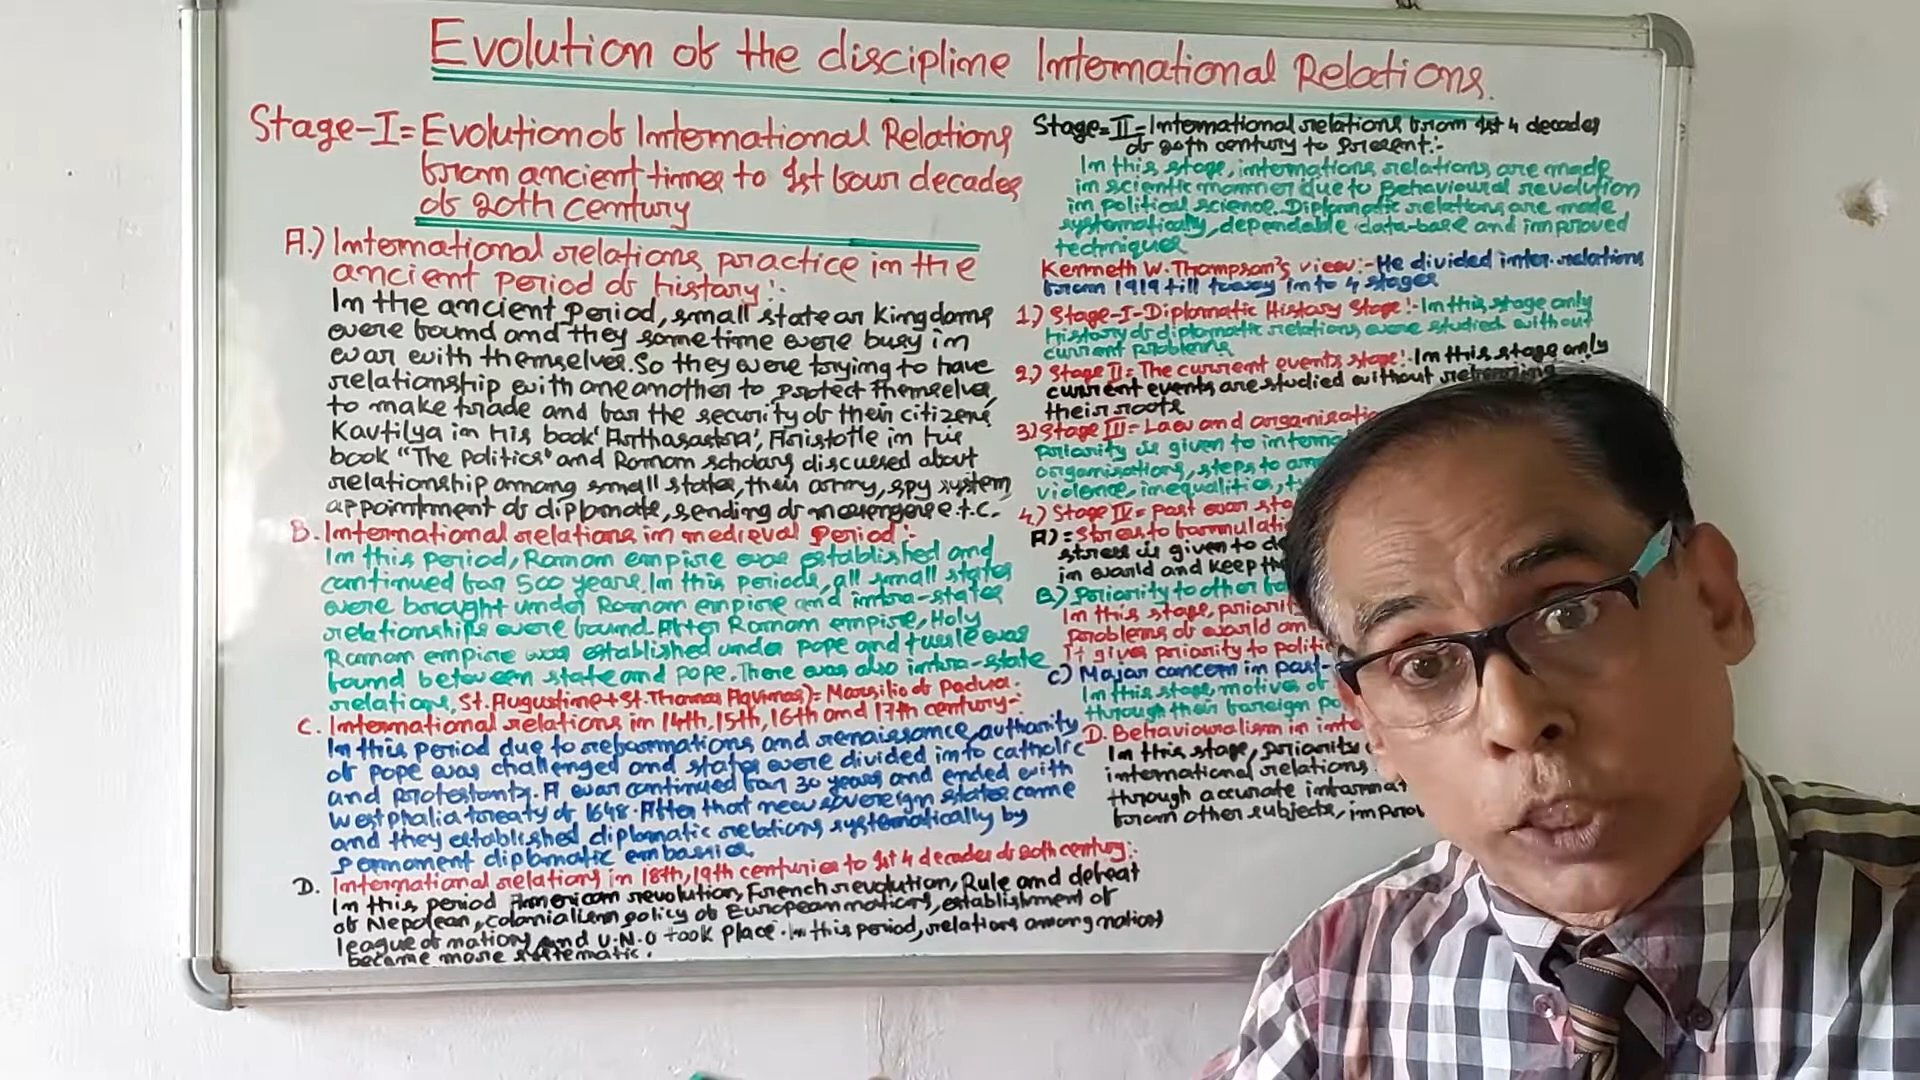 Evolution of the discipline International Relations.
Stage-I= Evolution of International Relations
from ancient times to 1st four decades
of 20th century
A.) International relations practice in the
ancient period of history:-
In the ancient period, small state or kingdoms
were found and they sometime were busy in
war with themselves. So they were trying to have
relationship with one another to protect themselves
to make trade and for the security of their citizens
Kautilya in his book 'Arthasastra', Aristotle in his
book "The Politics" and Roman scholars discussed about
relationship among small states, their army, spy system,
appointment of diplomate, sending of messengers e.t.c.
B. International relations in medieval period:-
In this period, Roman empire was established and
continued for 500 years. In this periods, all small states
were brought under Roman empire and intra-states
relationships were found. After Roman empire, Holy
Roman empire was established under pope and tussle was
found between state and pope. There was also intra-state
relations, St. Augustine + St. Thomas Aquinas)= Marsilio of Padua.
C. International relations in 14th, 15th, 16th and 17th century-
In this period due to reformations and renaissance, authority
of pope was challenged and states were divided into catholic
and protestants. A war continued for 30 years and ended with
Westphalia treaty of 1648. After that new sovereign states came
and they established diplomatic relations systematically by
permanent diplomatic embassies.
D. International relations in 18th, 19th centuries to 1st 4 decades of 20th century:-
In this period American revolution, French revolution, Rule and defeat
of Nepolean, colonialism policy of European nations, establishment of
league of nations and U.N.O took place. In this period, relations among nations
became more systematic.
Stage=II=International relations from 1st 4 decades
of 20th century to present:-
In this stage, internations relations are made
in scientic manner due to Behavioural revolution
in political science. Diplomatic relations are made
systematically, dependable data-base and improved
techniques
Kenneth W. Thompson's view:- He divided inter. relations
from 1919 till today into 4 stages
1.) Stage-I-Diplomatic History Stage:- In this stage only
history of diplomatic relations were studied without
current problems
2.) Stage II= The current events stage:- In this stage only
current events are studied without
their roots
3.) Stage III= Law and
Priority is given to
organisations, steps to
violence, inequalities,
4.) Stage IV= Post war
A)= Stress to
stress is given to
in world and keep
B) Priority to other
In this stage,
problems of world
it gives priority to
C) Major concern in post-
In this stage, motives of
through their foreign
D. Behaviouralism in
In this stage, priority
international relations
through accurate
from other subjects,